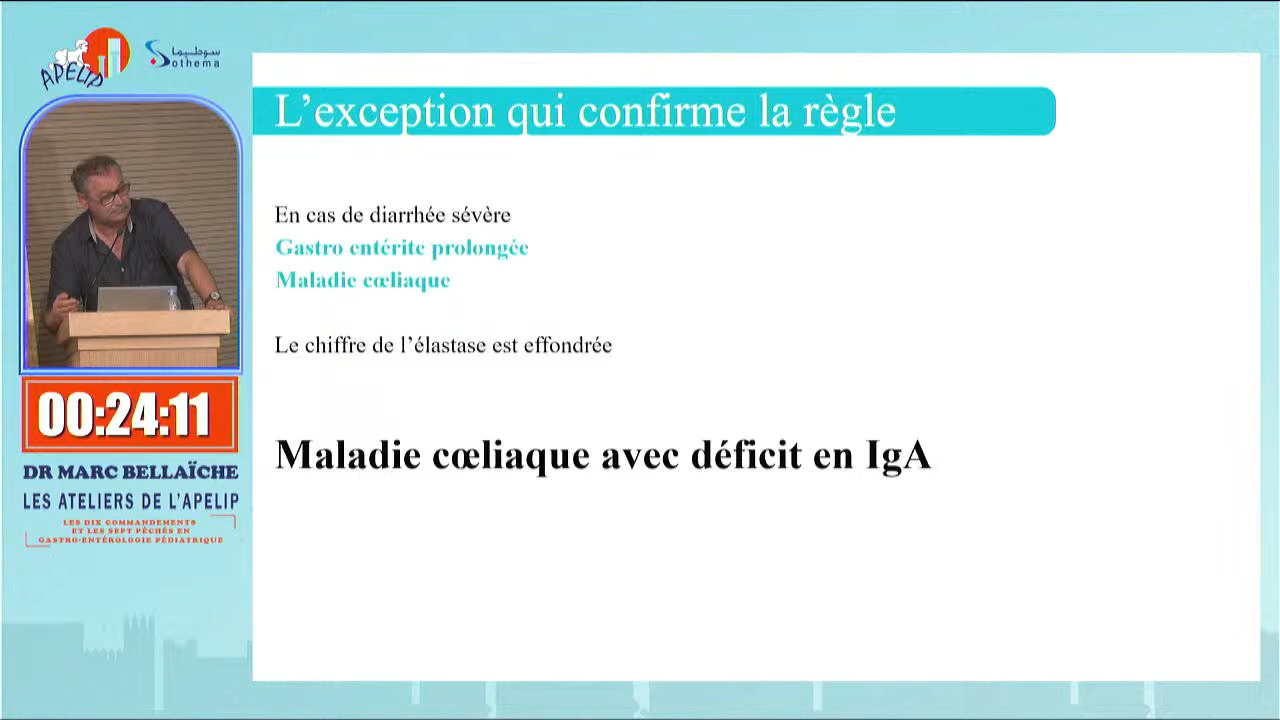 APELIP
سوطيما
Sothema
L’exception qui confirme la règle
En cas de diarrhée sévère
Gastro entérite prolongée
Maladie cœliaque
Le chiffre de l’élastase est effondrée
Maladie cœliaque avec déficit en IgA
00:24:11
DR MARC BELLAÏCHE
LES ATELIERS DE L’APELIP
LES DIX COMMANDEMENTS
ET LES SEPT PÉCHÉS EN
GASTRO-ENTÉROLOGIE PÉDIATRIQUE